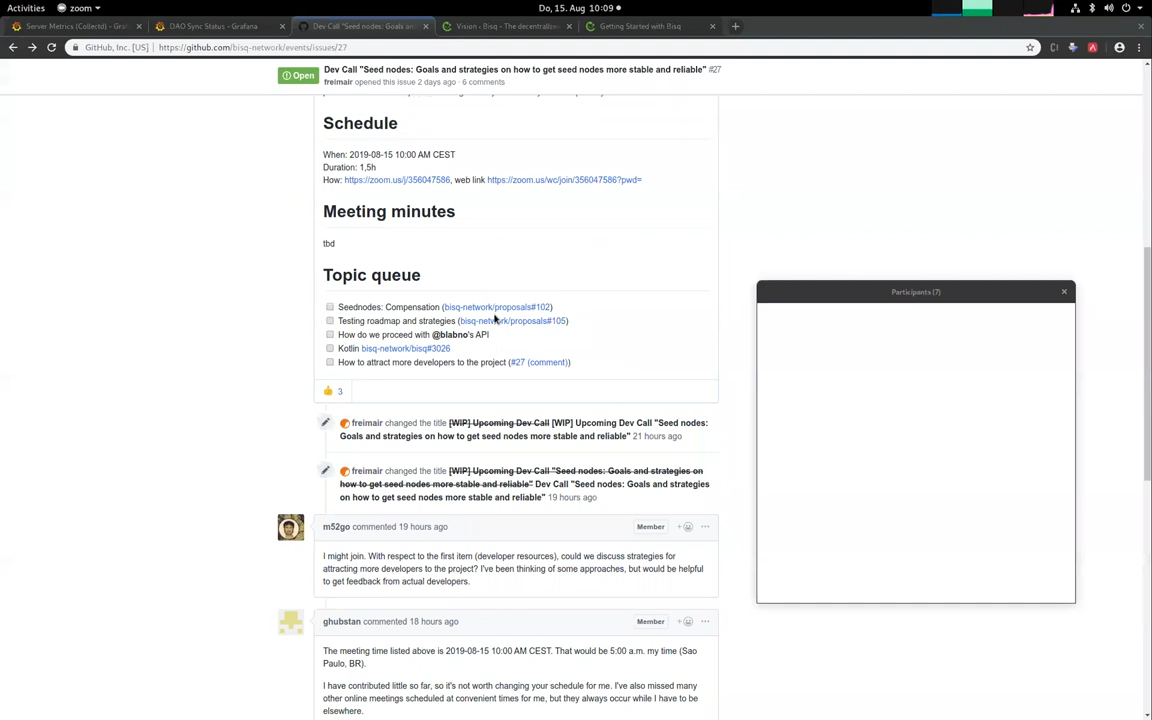 Activities zoom Do, 15. Aug 10:09
Server Metrics (Collectd) - Gra
DAO Sync Status - Grafana
Dev Call "Seed nodes: Goals an
Vision - Bisq - The decentralize
Getting Started with Bisq
GitHub, Inc. [US] https://github.com/bisq-network/events/issues/27
Open
Dev Call "Seed nodes: Goals and strategies on how to get seed nodes more stable and reliable" #27
freimair opened this issue 2 days ago · 6 comments
Schedule
When: 2019-08-15 10:00 AM CEST
Duration: 1,5h
How: https://zoom.us/j/356047586, web link https://zoom.us/wc/join/356047586?pwd=
Meeting minutes
tbd
Topic queue
Seednodes: Compensation (bisq-network/proposals#102)
Testing roadmap and strategies (bisq-network/proposals#105)
How do we proceed with @blabno's API
Kotlin bisq-network/bisq#3026
How to attract more developers to the project (#27 (comment))
3
freimair changed the title [WIP] Upcoming Dev Call [WIP] Upcoming Dev Call "Seed nodes:
Goals and strategies on how to get seed nodes more stable and reliable" 21 hours ago
freimair changed the title [WIP] Upcoming Dev Call "Seed nodes: Goals and strategies on
how to get seed nodes more stable and reliable" Dev Call "Seed nodes: Goals and strategies
on how to get seed nodes more stable and reliable" 19 hours ago
m52go commented 19 hours ago Member
I might join. With respect to the first item (developer resources), could we discuss strategies for
attracting more developers to the project? I've been thinking of some approaches, but would be helpful
to get feedback from actual developers.
ghubstan commented 18 hours ago Member
The meeting time listed above is 2019-08-15 10:00 AM CEST. That would be 5:00 a.m. my time (Sao
Paulo, BR).
I have contributed little so far, so it's not worth changing your schedule for me. I've also missed many
other online meetings scheduled at convenient times for me, but they always occur while I have to be
elsewhere.
Participants (7)